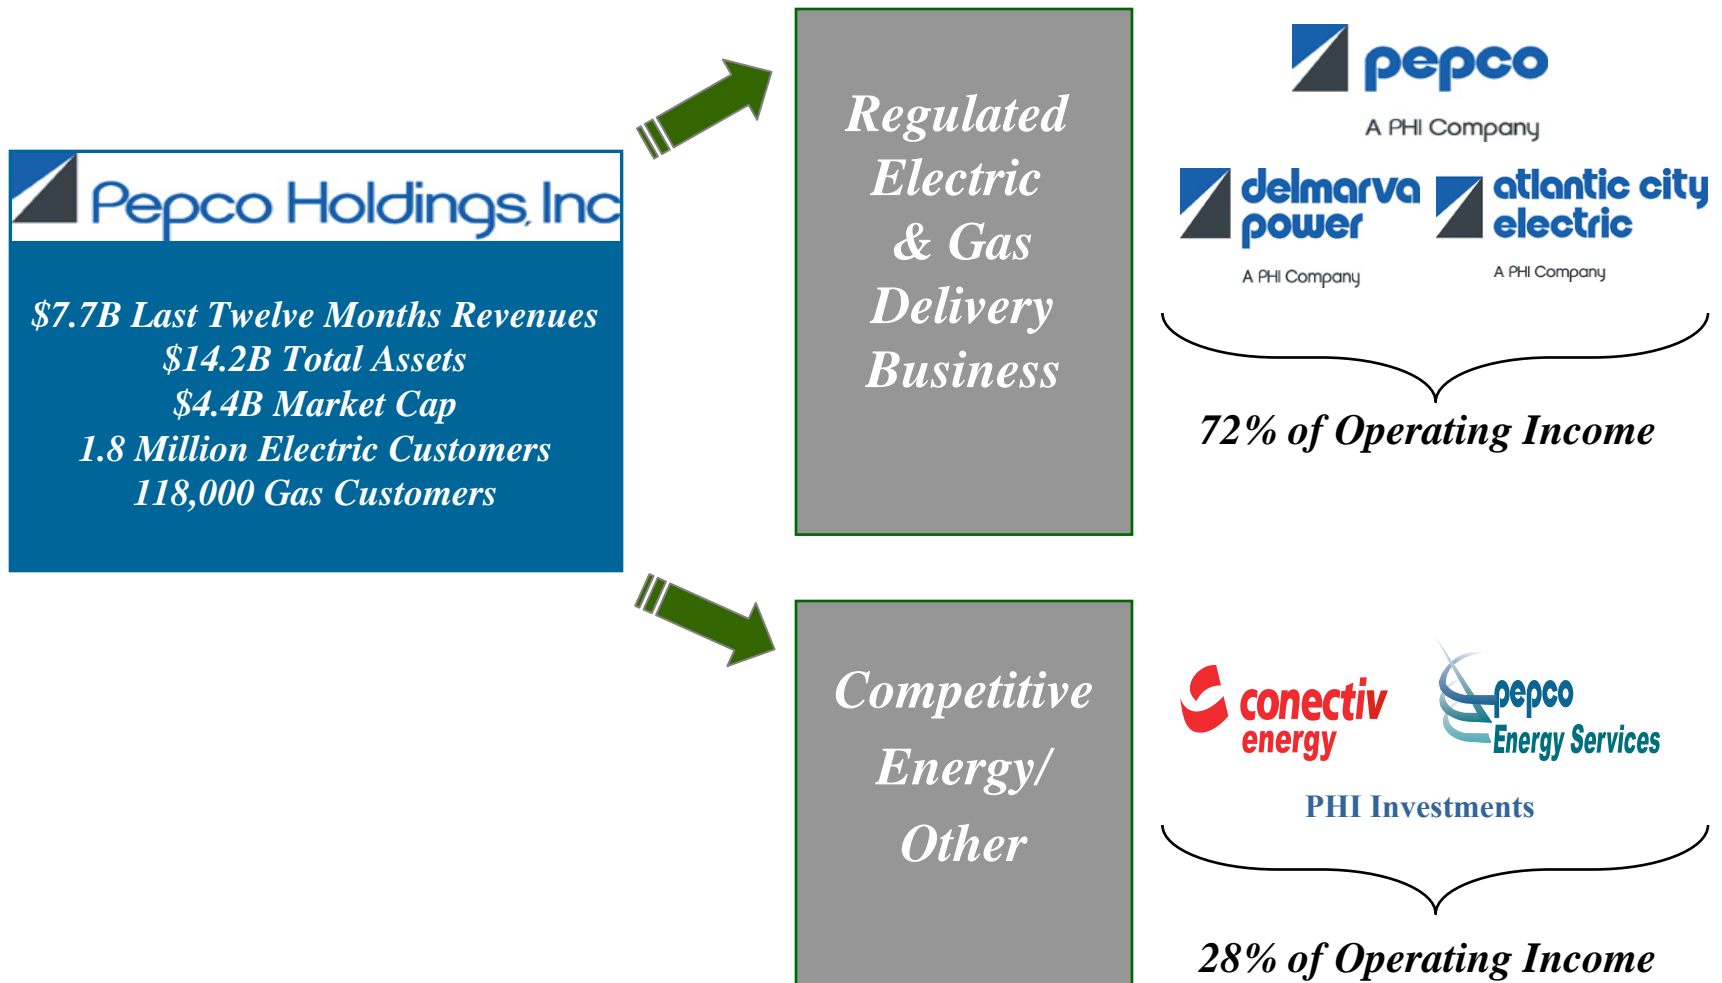 Pepco Holdings, Inc
$7.7B Last Twelve Months Revenues
$14.2B Total Assets
$4.4B Market Cap
1.8 Million Electric Customers
118,000 Gas Customers
Regulated
Electric
& Gas
Delivery
Business
pepco
A PHI Company
delmarva
power
A PHI Company
atlantic city
electric
A PHI Company
72% of Operating Income
Competitive
Energy/
Other
conectiv
energy
pepco
Energy Services
PHI Investments
28% of Operating Income